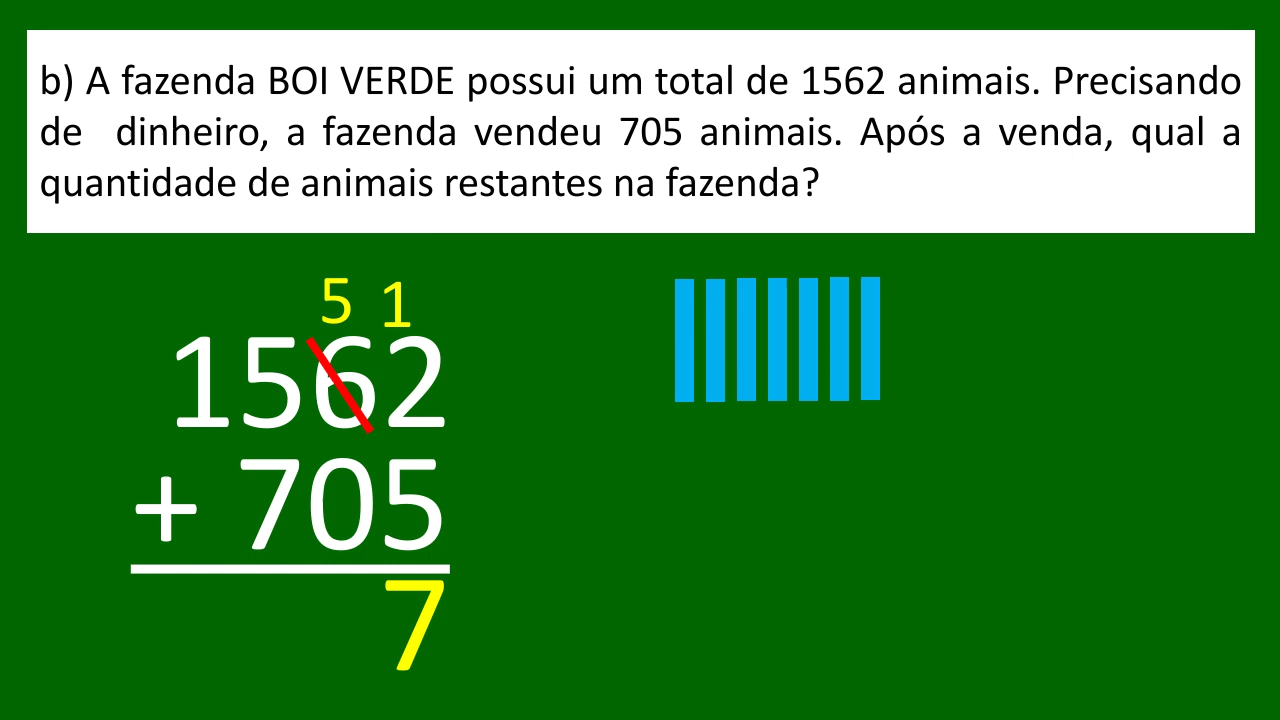 b) A fazenda BOI VERDE possui um total de 1562 animais. Precisando
de dinheiro, a fazenda vendeu 705 animais. Após a venda, qual a
quantidade de animais restantes na fazenda?
5 1
1562
+ 705
7